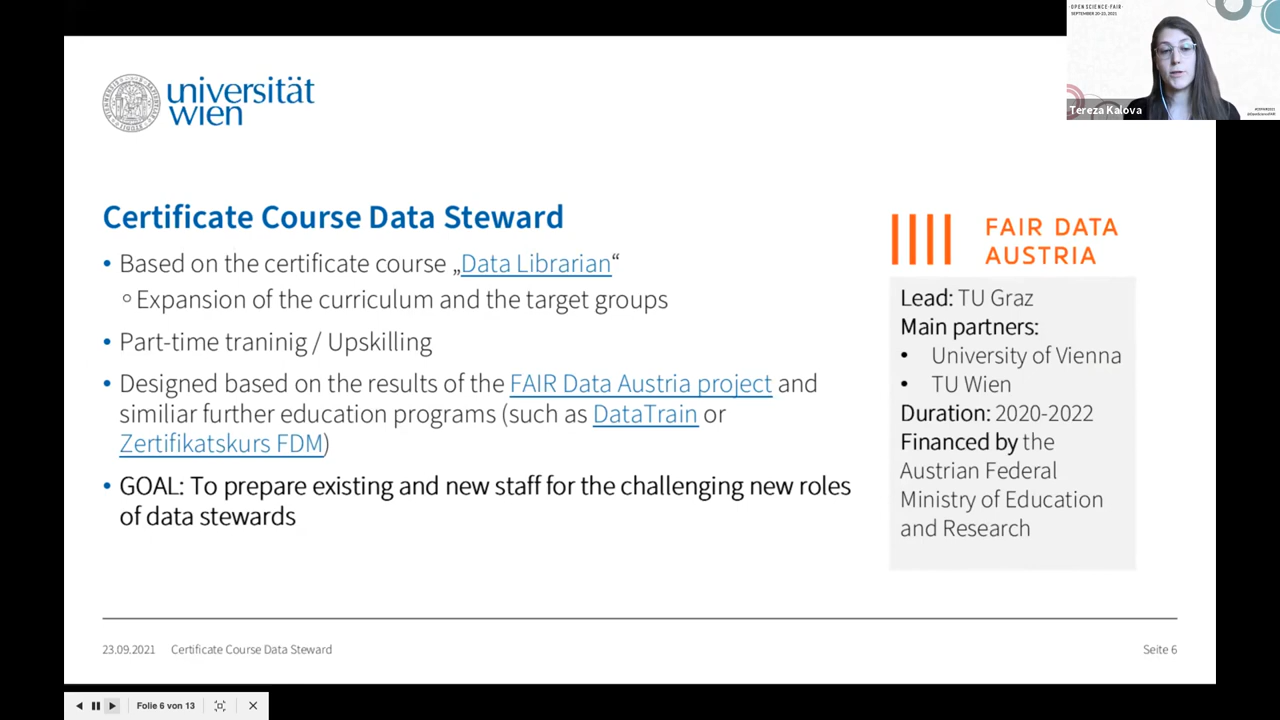 OPEN SCIENCE FAIR
SEPTEMBER 20-23, 2021
Tereza Kalova
universität
wien
Certificate Course Data Steward
• Based on the certificate course „Data Librarian“
Expansion of the curriculum and the target groups
• Part-time traninig / Upskilling
• Designed based on the results of the FAIR Data Austria project and
similiar further education programs (such as DataTrain or
Zertifikatskurs FDM)
• GOAL: To prepare existing and new staff for the challenging new roles
of data stewards
FAIR DATA
AUSTRIA
Lead: TU Graz
Main partners:
• University of Vienna
• TU Wien
Duration: 2020-2022
Financed by the
Austrian Federal
Ministry of Education
and Research
23.09.2021 Certificate Course Data Steward Seite 6
Folie 6 von 13